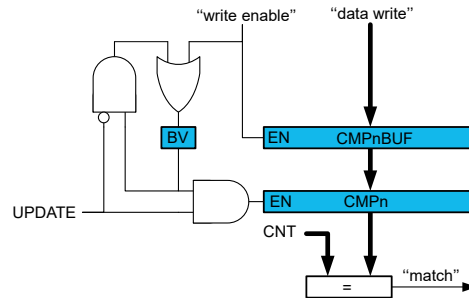 “write enable”
“data write”
BV
EN
CMPnBUF
EN
CMPn
UPDATE
CNT
=
“match”